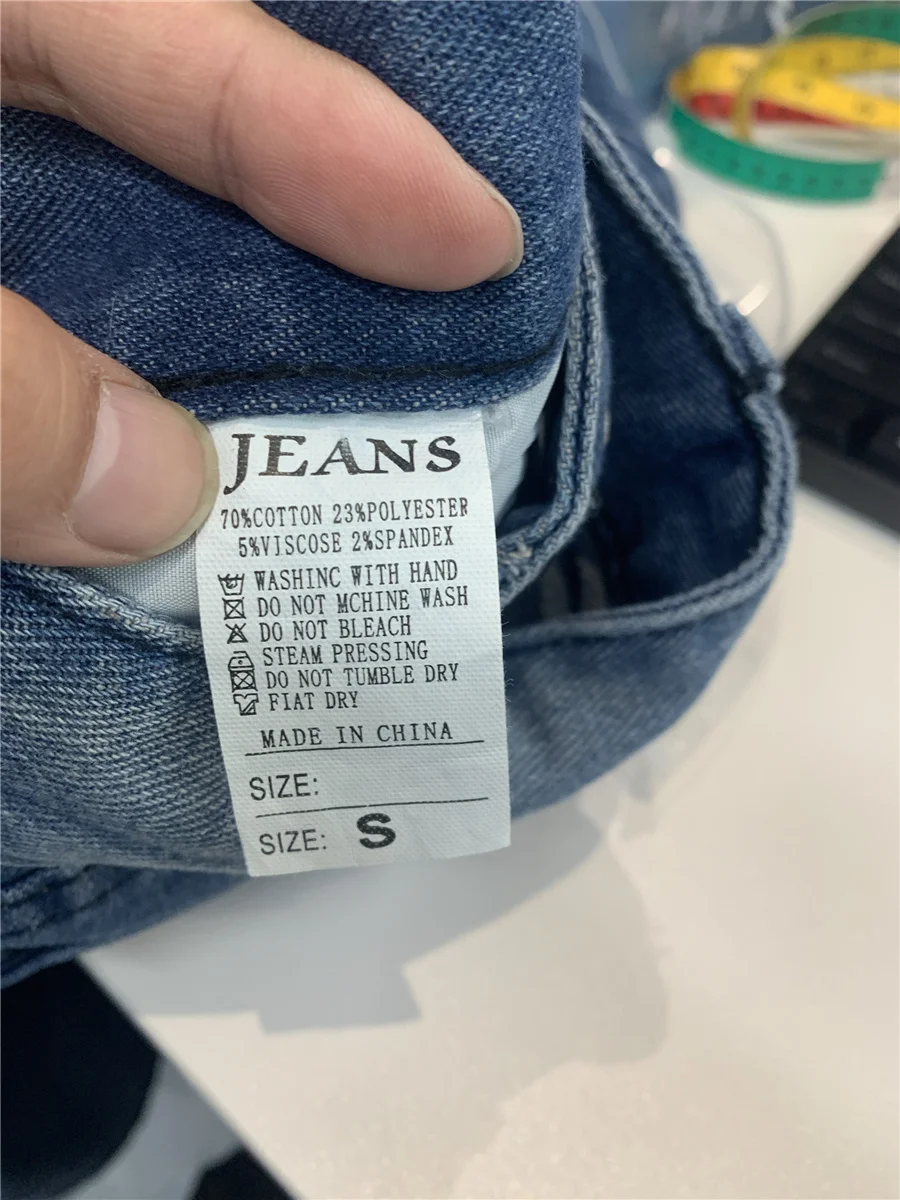 JEANS
70%COTTON 23%POLYESTER
5%VISCOSE 2%SPANDEX
WASHINC WITH HAND
DO NOT MCHINE WASH
DO NOT BLEACH
STEAM PRESSING
DO NOT TUMBLE DRY
FIAT DRY
MADE IN CHINA
SIZE:
SIZE: S